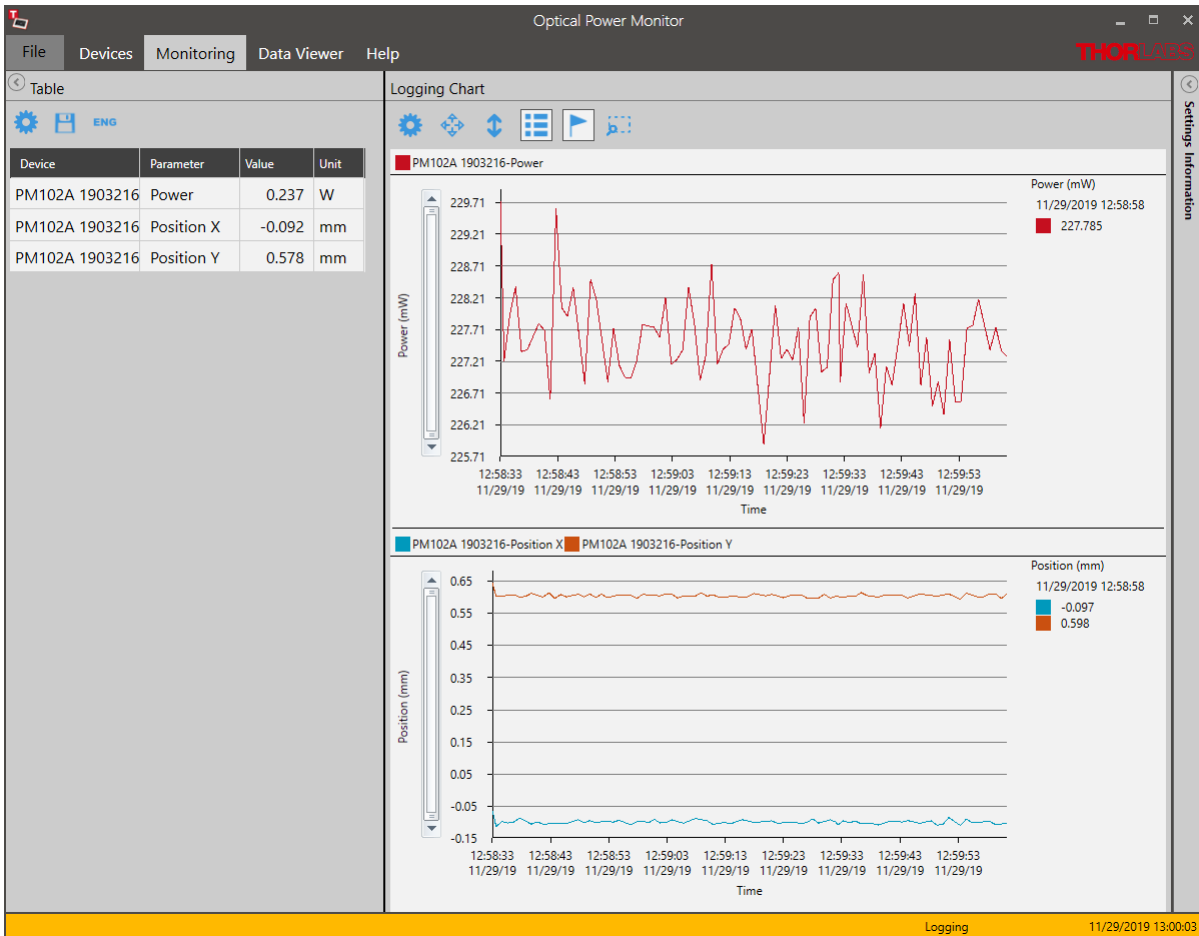 Optical Power Monitor
File Devices Monitoring Data Viewer Help
THORLABS
Table
ENG
Device Parameter Value Unit
PM102A 1903216 Power 0.237 W
PM102A 1903216 Position X -0.092 mm
PM102A 1903216 Position Y 0.578 mm
Logging Chart
PM102A 1903216-Power
Power (mW)
229.71
229.21
228.71
228.21
227.71
227.21
226.71
226.21
225.71
12:58:33 12:58:43 12:58:53 12:59:03 12:59:13 12:59:23 12:59:33 12:59:43 12:59:53
11/29/19 11/29/19 11/29/19 11/29/19 11/29/19 11/29/19 11/29/19 11/29/19 11/29/19
Time
Power (mW)
11/29/2019 12:58:58
227.785
PM102A 1903216-Position X PM102A 1903216-Position Y
Position (mm)
0.65
0.55
0.45
0.35
0.25
0.15
0.05
-0.05
-0.15
12:58:33 12:58:43 12:58:53 12:59:03 12:59:13 12:59:23 12:59:33 12:59:43 12:59:53
11/29/19 11/29/19 11/29/19 11/29/19 11/29/19 11/29/19 11/29/19 11/29/19 11/29/19
Time
Position (mm)
11/29/2019 12:58:58
-0.097
0.598
Settings Information
Logging 11/29/2019 13:00:03